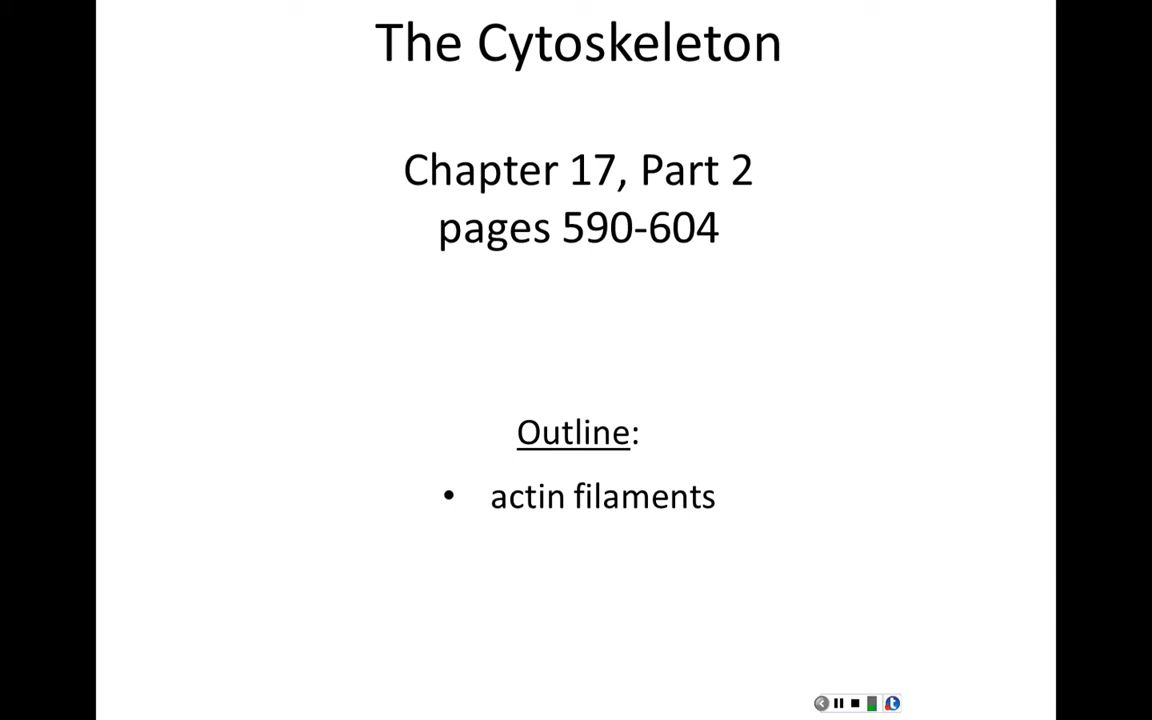 The Cytoskeleton
Chapter 17, Part 2
pages 590-604
Outline:
• actin filaments